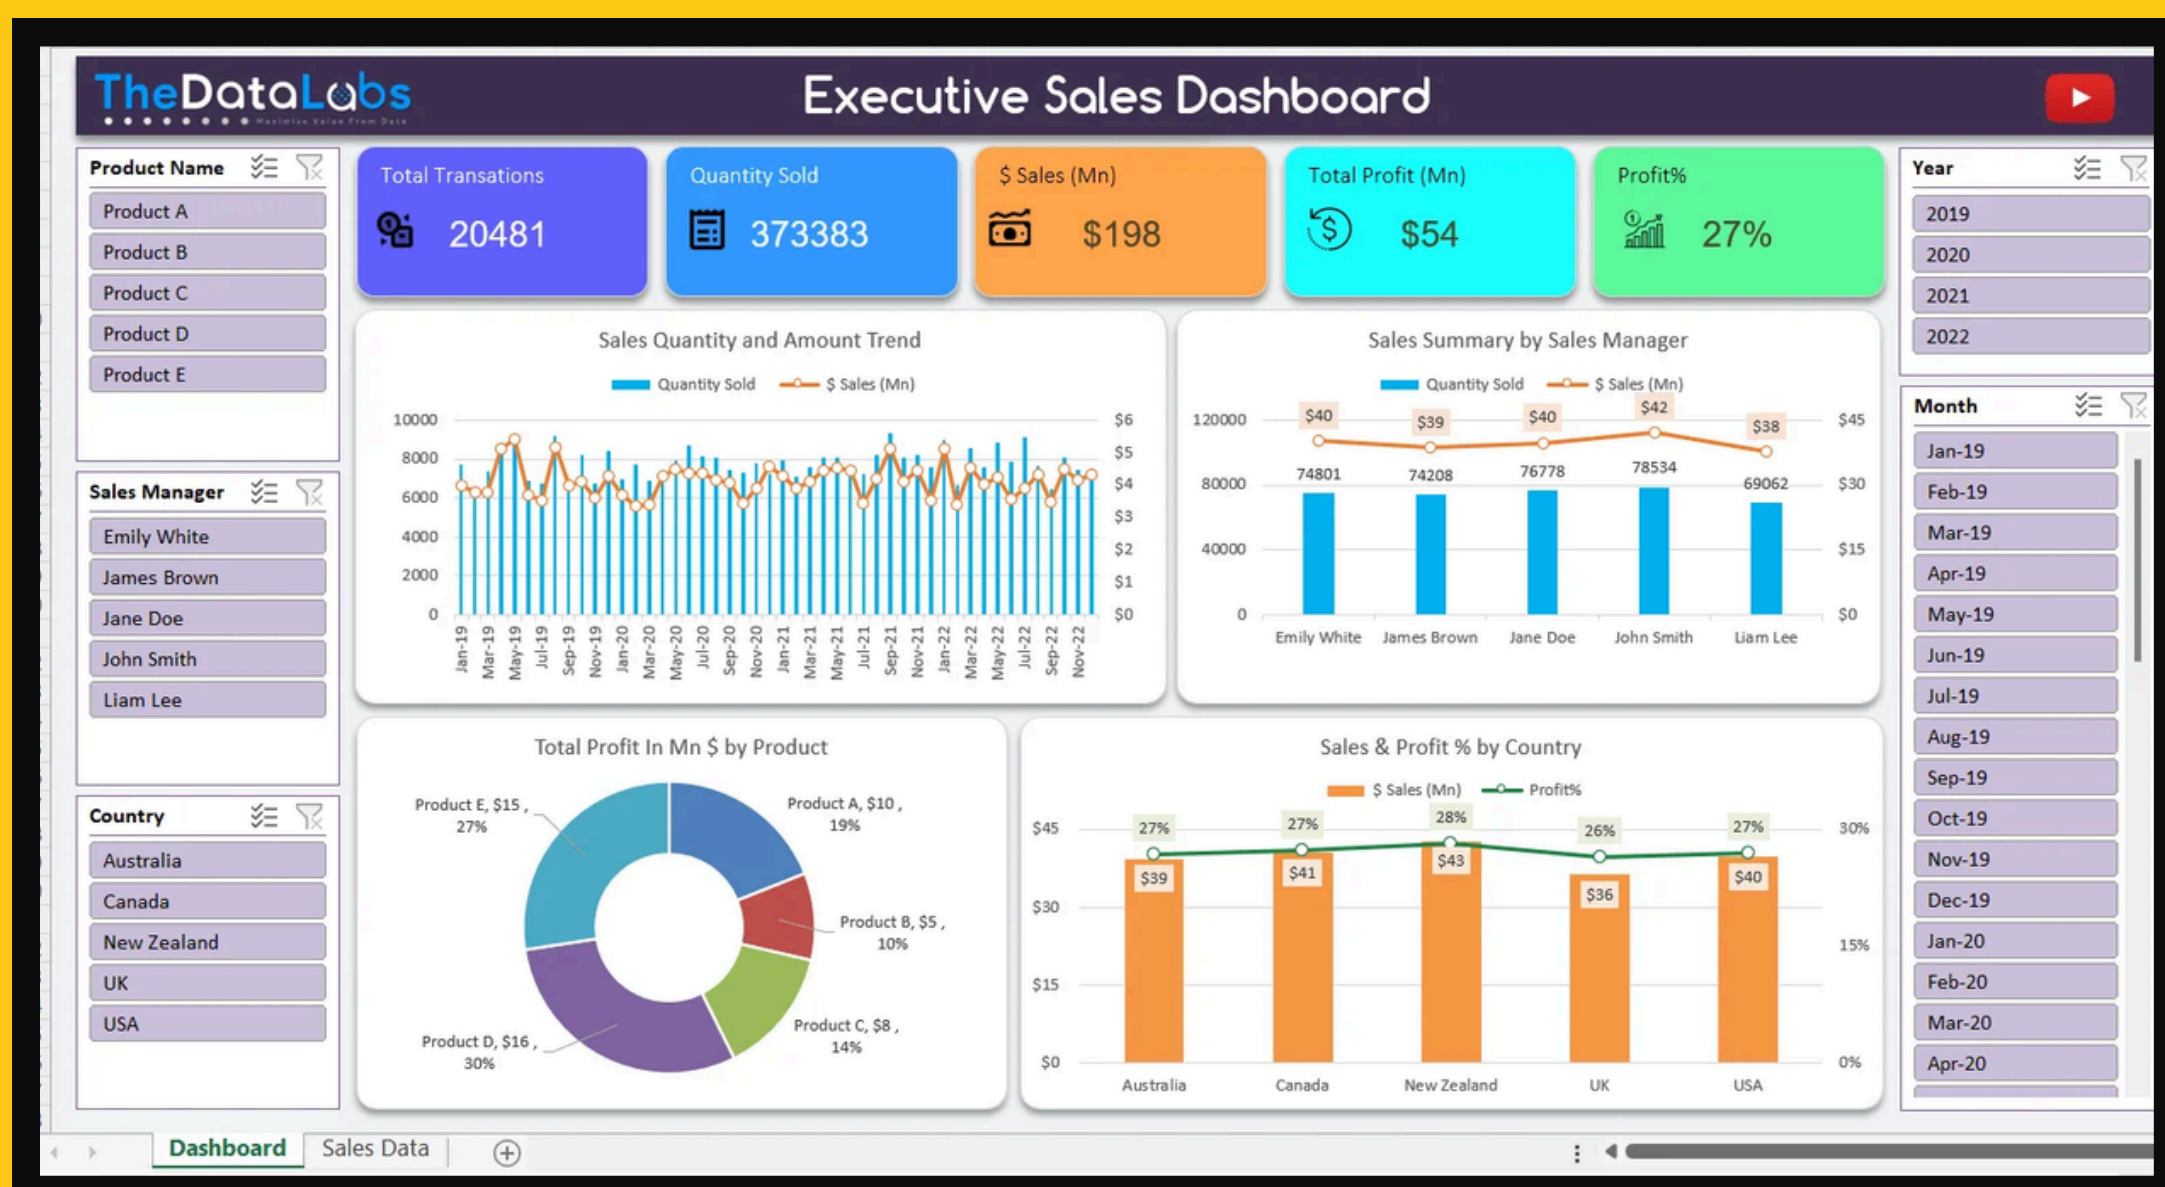 TheDataLabs
Maximize Value From Data
Executive Sales Dashboard
Product Name
Product A
Product B
Product C
Product D
Product E
Sales Manager
Emily White
James Brown
Jane Doe
John Smith
Liam Lee
Country
Australia
Canada
New Zealand
UK
USA
Total Transations
20481
Quantity Sold
373383
$ Sales (Mn)
$198
Total Profit (Mn)
$54
Profit%
27%
Sales Quantity and Amount Trend
Quantity Sold $ Sales (Mn)
10000
8000
6000
4000
2000
0
$6
$5
$4
$3
$2
$1
$0
Jan-19
Mar-19
May-19
Jul-19
Sep-19
Nov-19
Jan-20
Mar-20
May-20
Jul-20
Sep-20
Nov-20
Jan-21
Mar-21
May-21
Jul-21
Sep-21
Nov-21
Jan-22
Mar-22
May-22
Jul-22
Sep-22
Nov-22
Sales Summary by Sales Manager
Quantity Sold $ Sales (Mn)
120000
80000
40000
0
$40
$39
$40
$42
$38
74801
74208
76778
78534
69062
$45
$30
$15
$0
Emily White
James Brown
Jane Doe
John Smith
Liam Lee
Total Profit In Mn $ by Product
Product E, $15 ,
27%
Product A, $10 ,
19%
Product B, $5 ,
10%
Product C, $8 ,
14%
Product D, $16 ,
30%
Sales & Profit % by Country
$ Sales (Mn) Profit%
$45
$30
$15
$0
27%
27%
28%
26%
27%
$39
$41
$43
$36
$40
30%
15%
0%
Australia
Canada
New Zealand
UK
USA
Year
2019
2020
2021
2022
Month
Jan-19
Feb-19
Mar-19
Apr-19
May-19
Jun-19
Jul-19
Aug-19
Sep-19
Oct-19
Nov-19
Dec-19
Jan-20
Feb-20
Mar-20
Apr-20
Dashboard
Sales Data